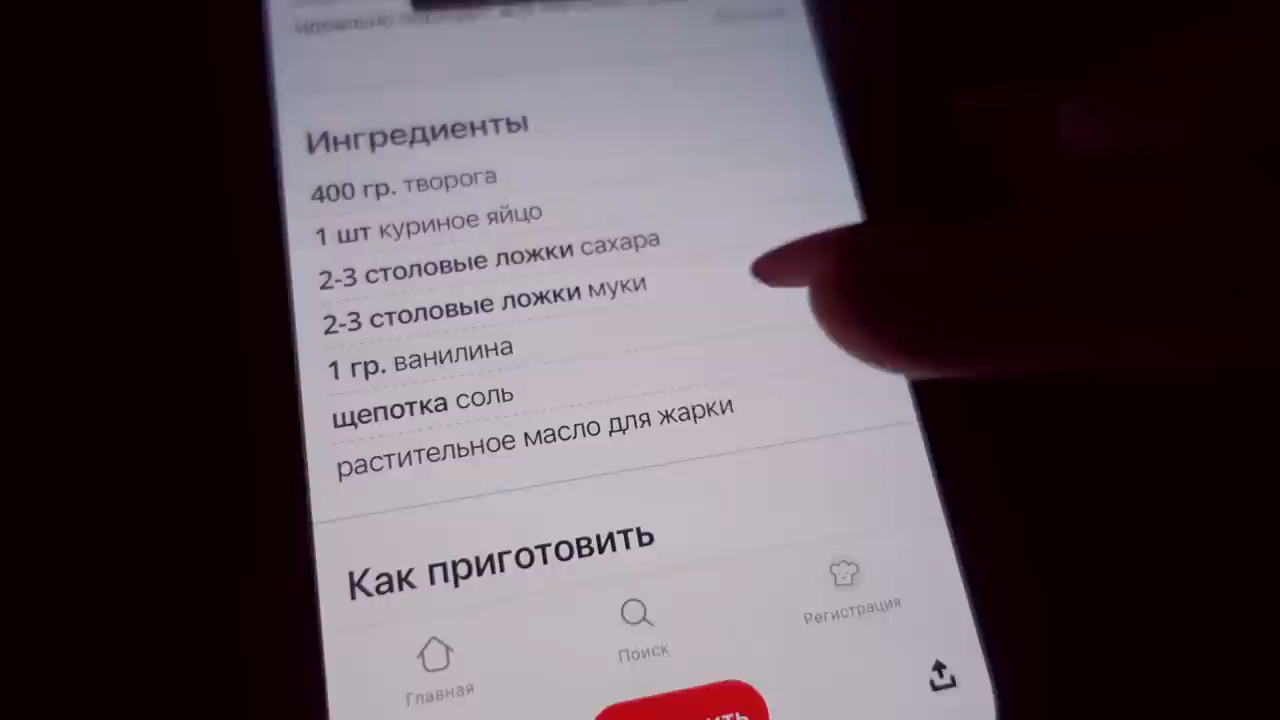 Ингредиенты
400 гр. творога
1 шт куриное яйцо
2-3 столовые ложки сахара
2-3 столовые ложки муки
1 гр. ванилина
щепотка соль
растительное масло для жарки
Как приготовить
Главная
Поиск
Регистрация